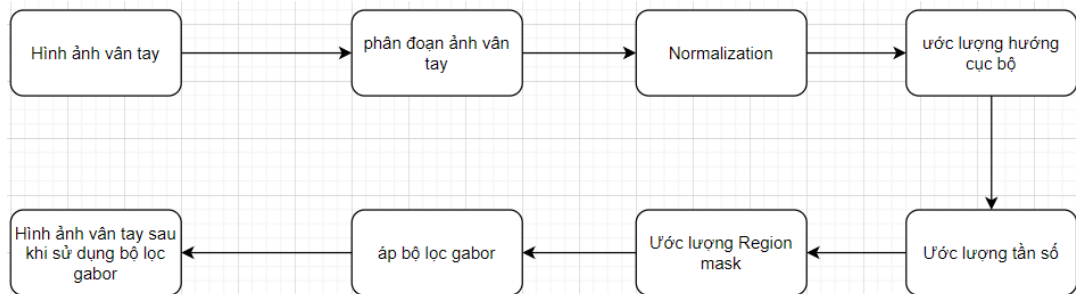 Hình ảnh vân tay
phân đoạn ảnh vân
tay
Normalization
ước lượng hướng
cục bộ
Hình ảnh vân tay sau
khi sử dụng bộ lọc
gabor
áp bộ lọc gabor
Ước lượng Region
mask
Ước lượng tần số